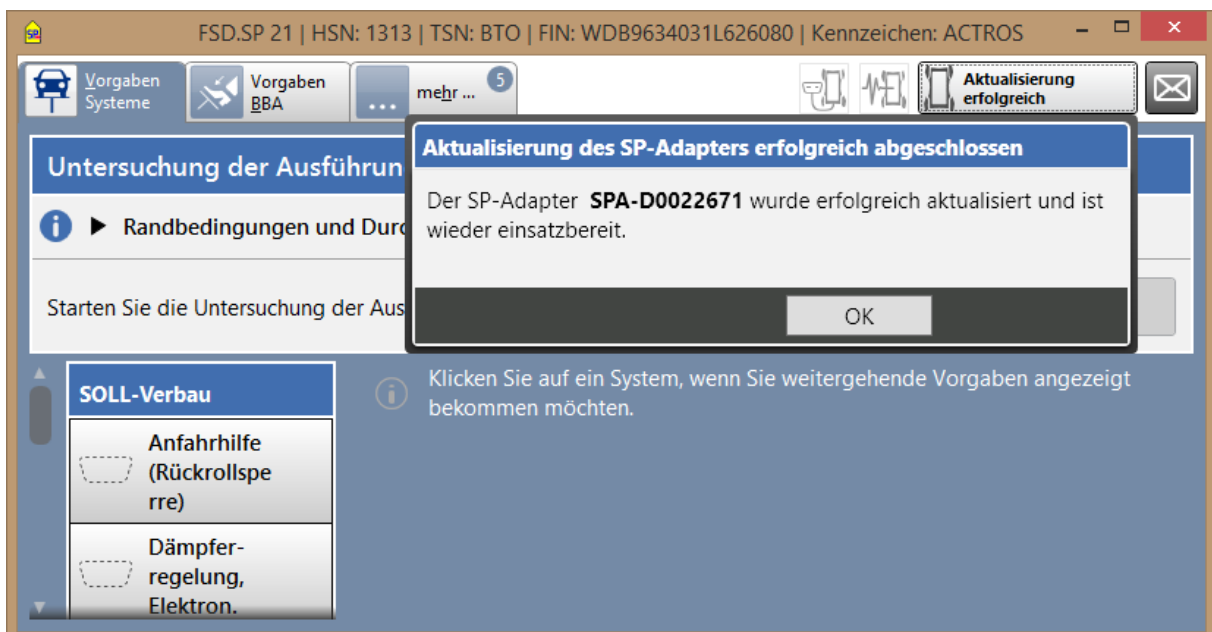 SP
FSD.SP 21 | HSN: 1313 | TSN: BTO | FIN: WDB9634031L626080 | Kennzeichen: ACTROS
Vorgaben
Systeme
Vorgaben
BBA
...
mehr ...
5
Aktualisierung
erfolgreich
Aktualisierung des SP-Adapters erfolgreich abgeschlossen
Der SP-Adapter SPA-D0022671 wurde erfolgreich aktualisiert und ist
wieder einsatzbereit.
OK
Untersuchung der Ausführun
Randbedingungen und Durc
Starten Sie die Untersuchung der Aus
SOLL-Verbau
Anfahrhilfe
(Rückrollspe
rre)
Dämpfer-
regelung,
Elektron.
Klicken Sie auf ein System, wenn Sie weitergehende Vorgaben angezeigt
bekommen möchten.